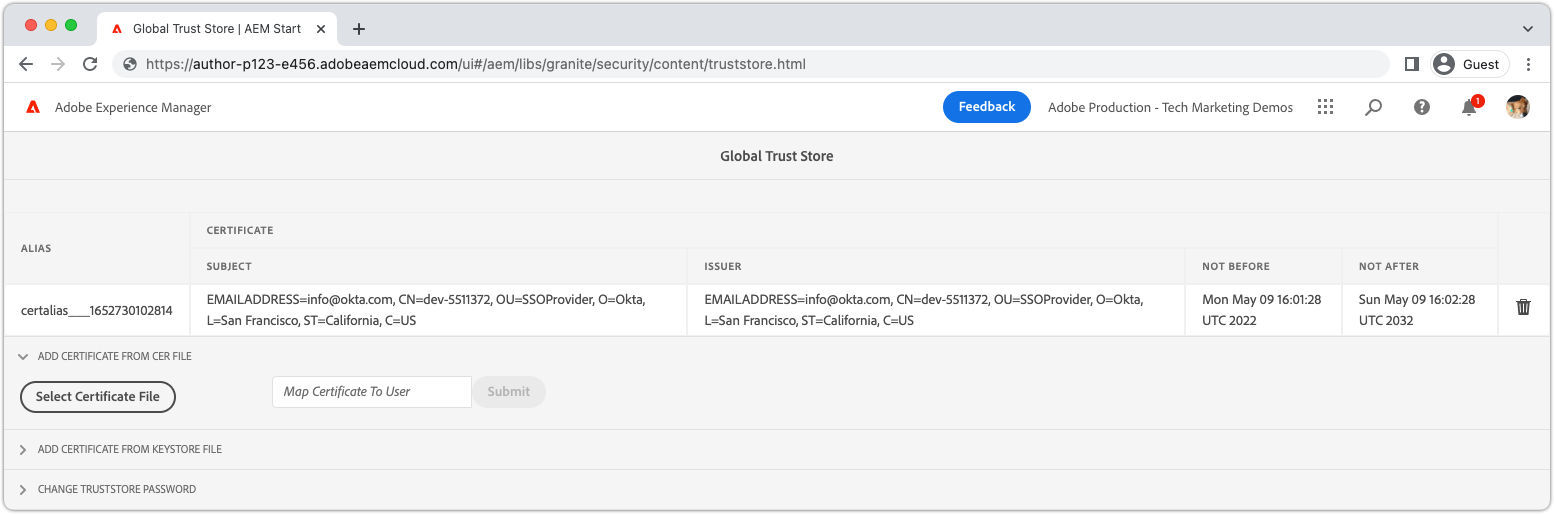 Global Trust Store | AEM Start
https://author-p123-e456.adobeaemcloud.com/ui#/aem/libs/granite/security/content/truststore.html
Guest
Adobe Experience Manager
Feedback
Adobe Production - Tech Marketing Demos
1
Global Trust Store
ALIAS
CERTIFICATE
SUBJECT
ISSUER
NOT BEFORE
NOT AFTER
certalias___1652730102814
EMAILADDRESS=info@okta.com, CN=dev-5511372, OU=SSOProvider, O=Okta,
L=San Francisco, ST=California, C=US
EMAILADDRESS=info@okta.com, CN=dev-5511372, OU=SSOProvider, O=Okta,
L=San Francisco, ST=California, C=US
Mon May 09 16:01:28
UTC 2022
Sun May 09 16:02:28
UTC 2032
ADD CERTIFICATE FROM CER FILE
Select Certificate File
Map Certificate To User
Submit
ADD CERTIFICATE FROM KEYSTORE FILE
CHANGE TRUSTSTORE PASSWORD